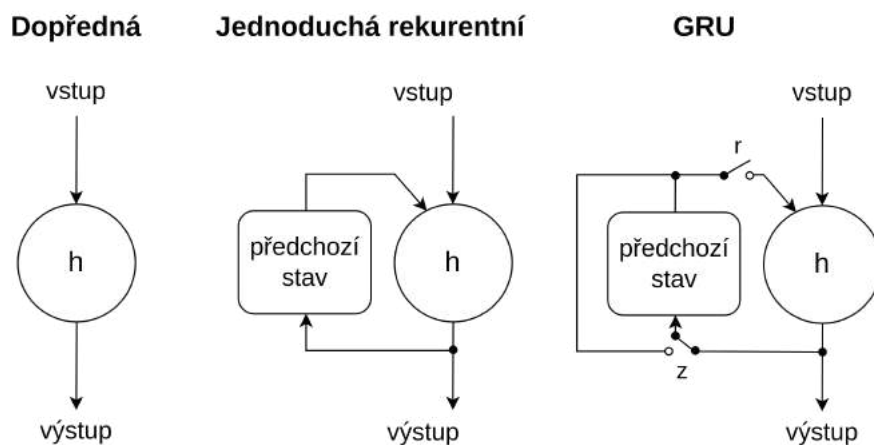 Dopředná
vstup
h
výstup
Jednoduchá rekurentní
vstup
předchozí
stav
h
výstup
GRU
vstup
r
předchozí
stav
h
z
výstup